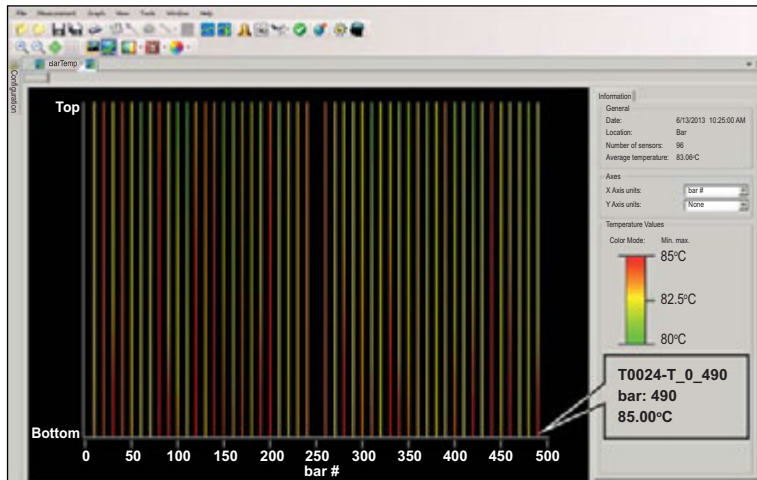 File Measurement Graph View Tools Window Help
BarTemp
Configuration
Top
Bottom
0 50 100 150 200 250 300 350 400 450 500
bar #
Information
General
Date: 6/13/2013 10:25:00 AM
Location: Bar
Number of sensors: 96
Average temperature: 83.06°C
Axes
X Axis units: bar #
Y Axis units: None
Temperature Values
Color Mode: Min. max.
85°C
82.5°C
80°C
T0024-T_0_490
bar: 490
85.00°C